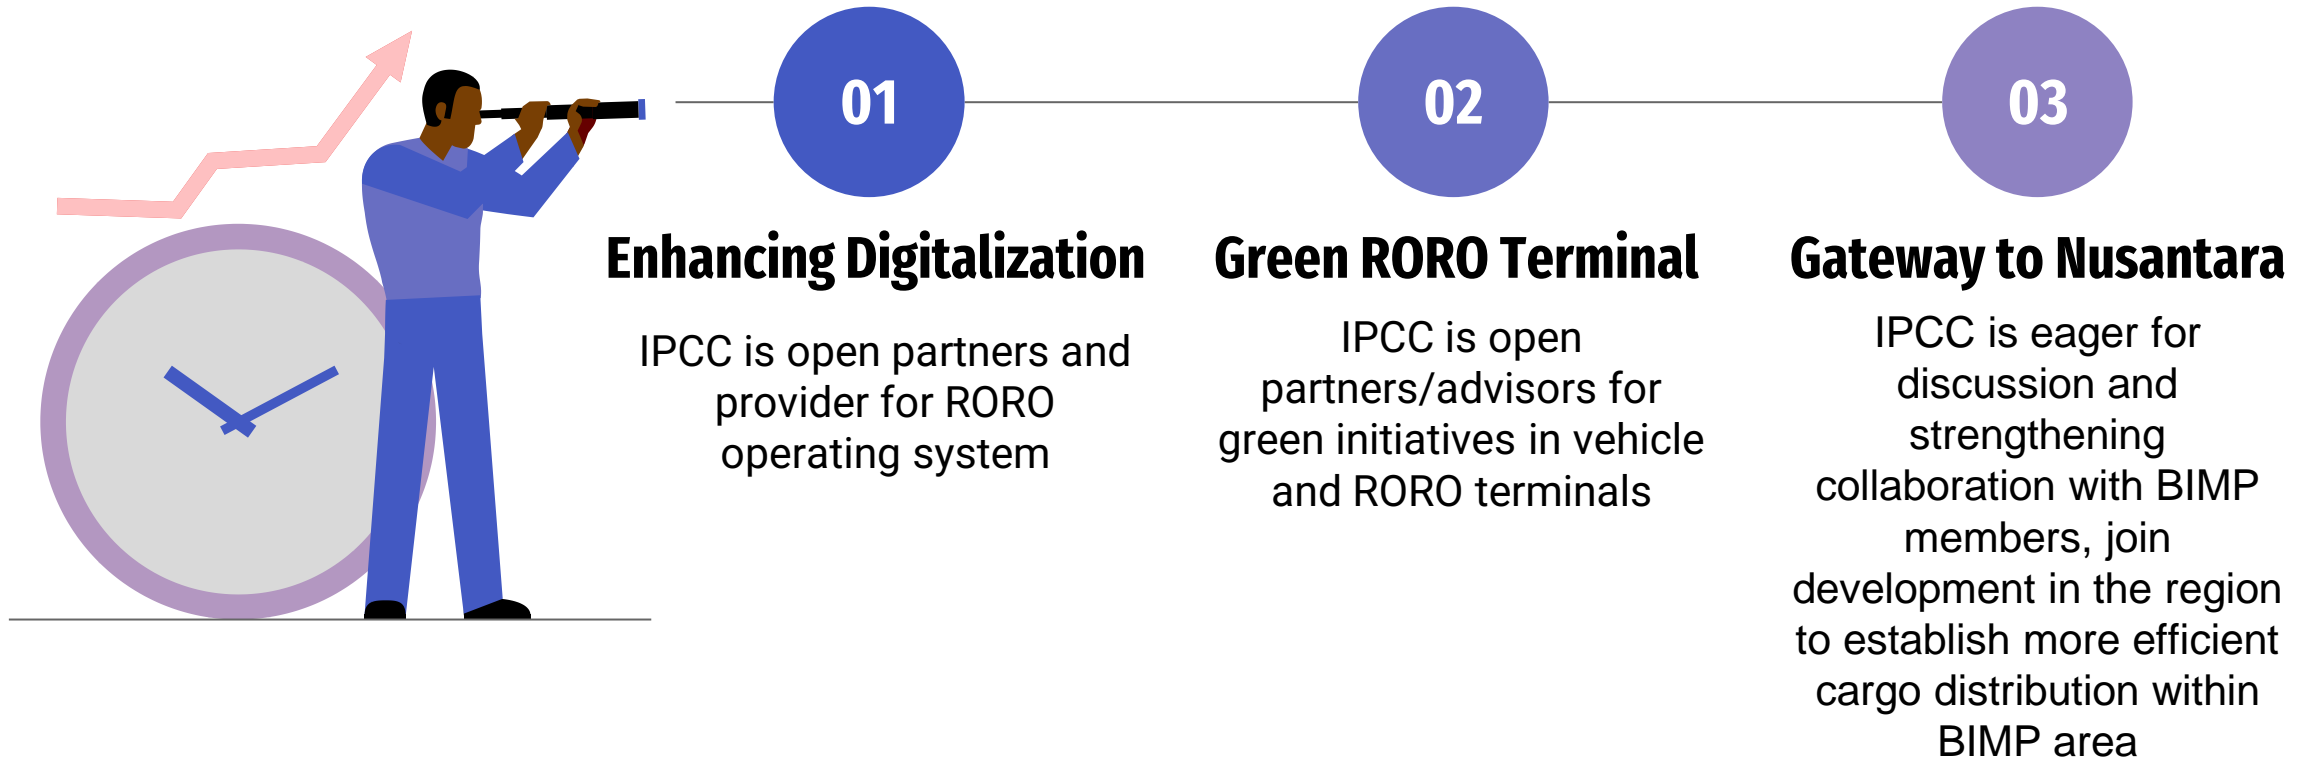 01
Enhancing Digitalization
IPCC is open partners and
provider for RORO
operating system
02
Green RORO Terminal
IPCC is open
partners/advisors for
green initiatives in vehicle
and RORO terminals
03
Gateway to Nusantara
IPCC is eager for
discussion and
strengthening
collaboration with BIMP
members, join
development in the region
to establish more efficient
cargo distribution within
BIMP area